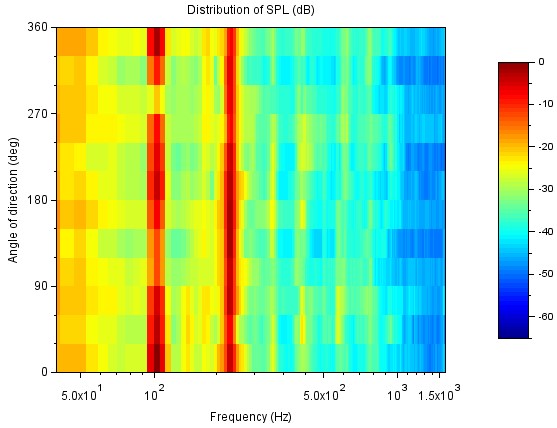 Distribution of SPL (dB)
360
270
180
90
0
Angle of direction (deg)
5.0x10¹
10²
5.0x10²
10³
1.5x10³
Frequency (Hz)
0
-10
-20
-30
-40
-50
-60